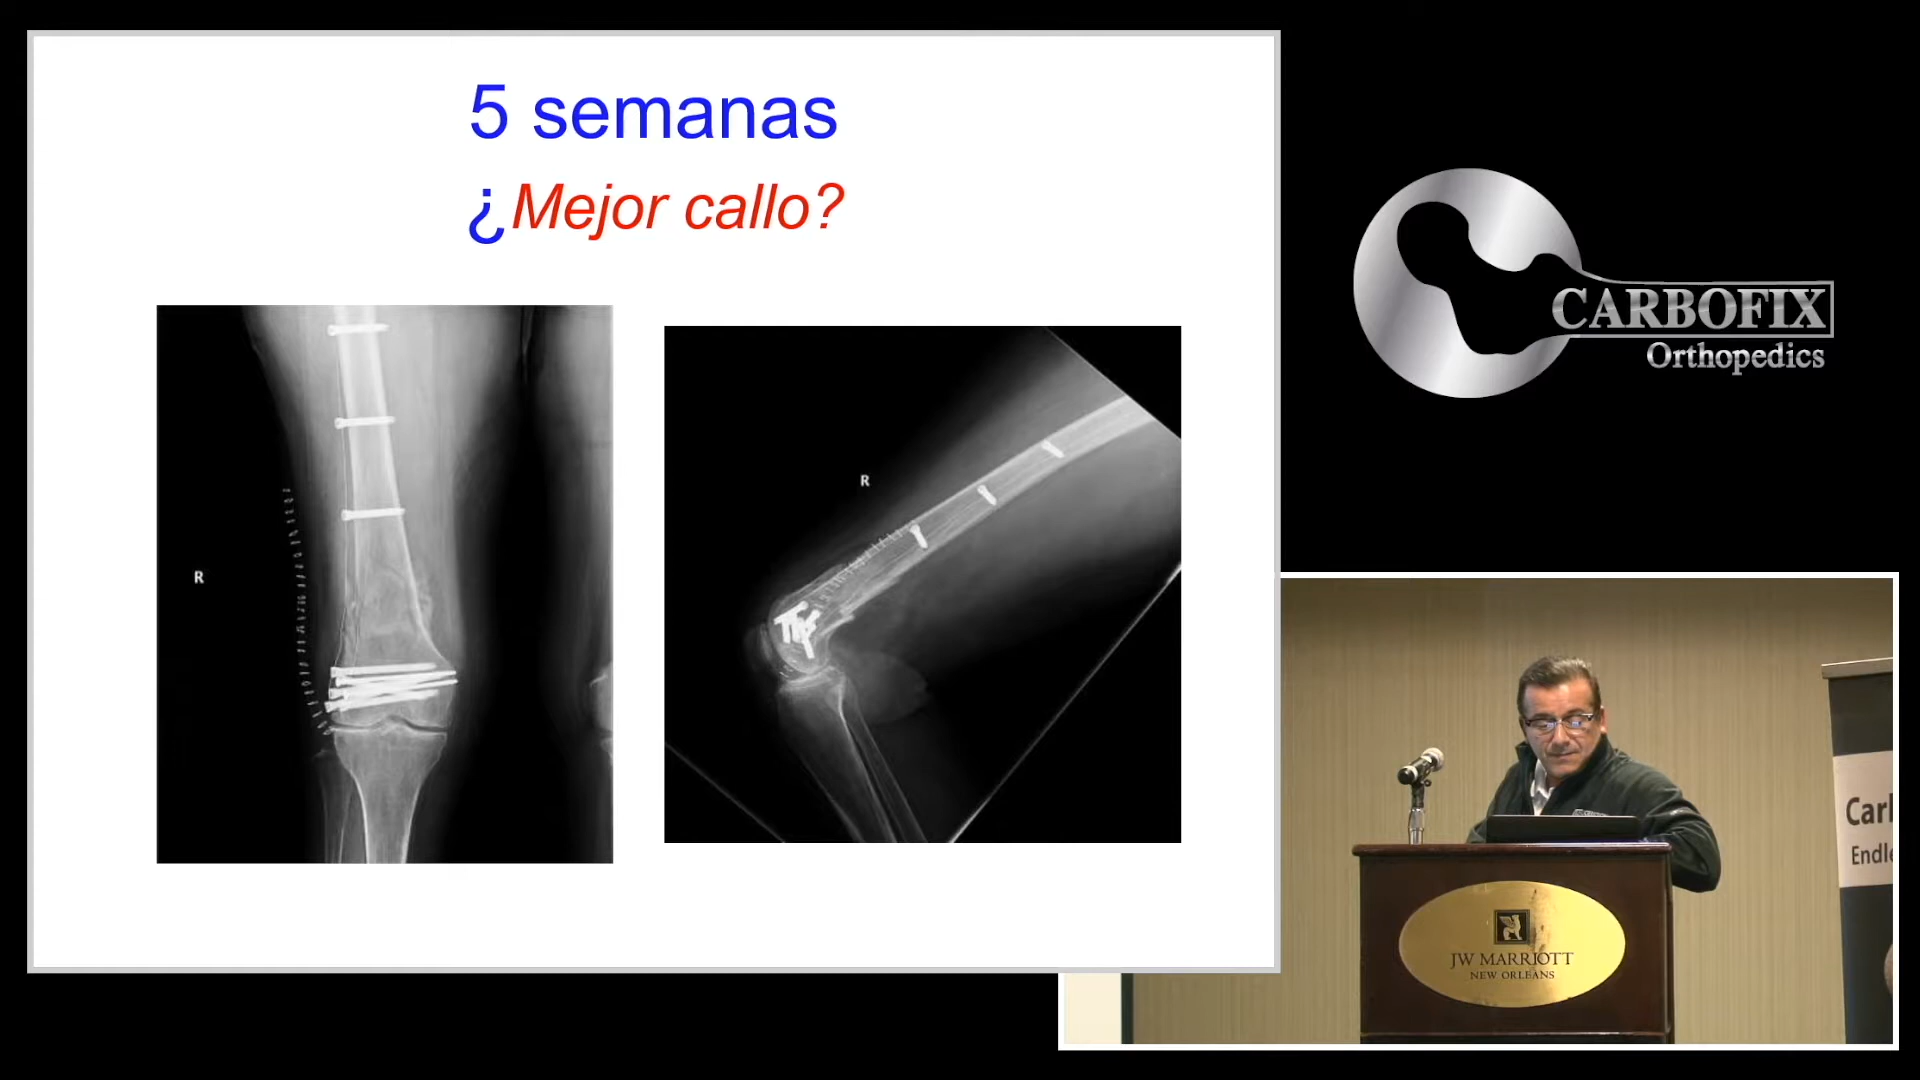 5 semanas
¿Mejor callo?
R
R
CARBOFIX
Orthopedics
JW MARRIOTT
NEW ORLEANS